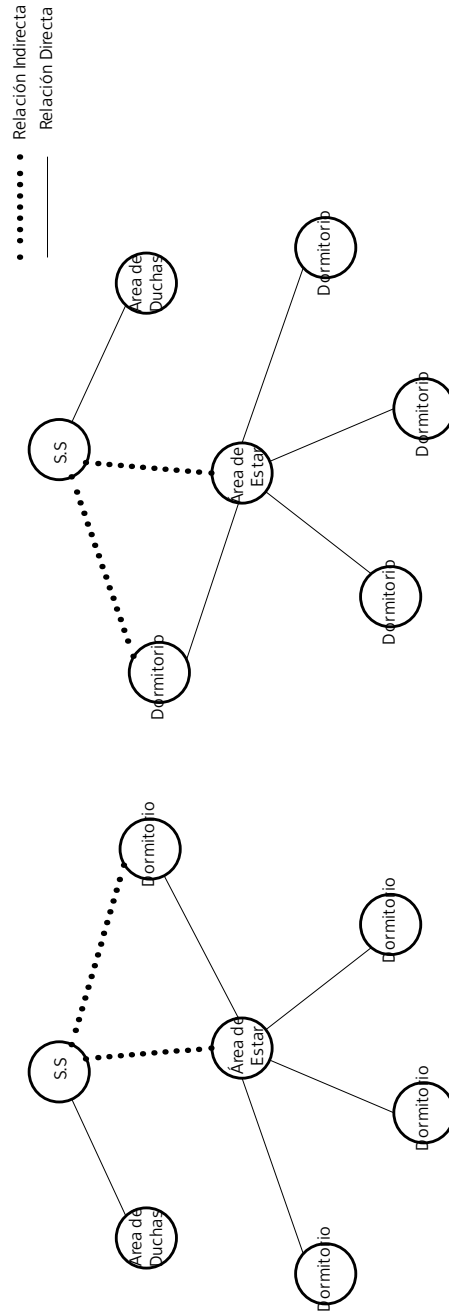 Relación Indirecta
Relación Directa
S.S
S.S
Area de
Duchas
Dormitorio
Dormitorio
Area de
Duchas
Área de
Estar
Área de
Estar
Dormitorio
Dormitorio
Dormitorio
Dormitorio
Dormitorio
Dormitorio